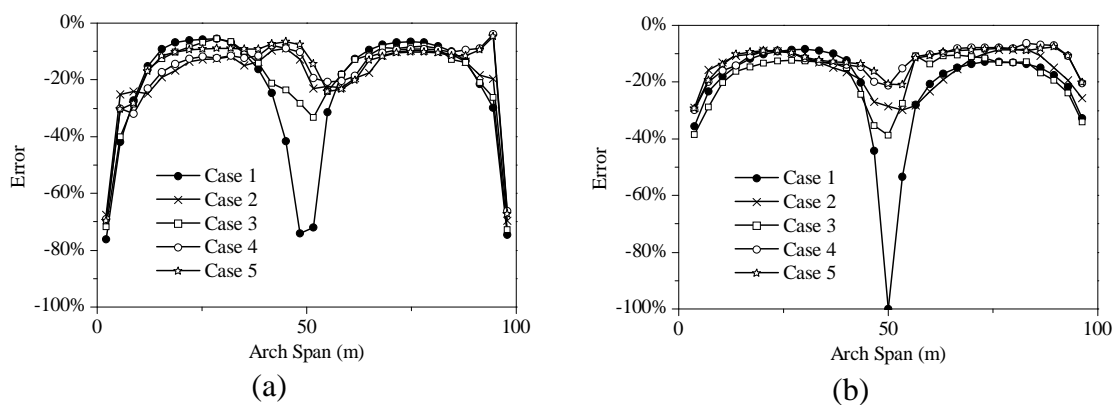 0%
-20%
-40%
-60%
-80%
-100%
Error
Case 1
Case 2
Case 3
Case 4
Case 5
0
50
100
Arch Span (m)
(a)
0%
-20%
-40%
-60%
-80%
-100%
Error
Case 1
Case 2
Case 3
Case 4
Case 5
0
50
100
Arch Span (m)
(b)